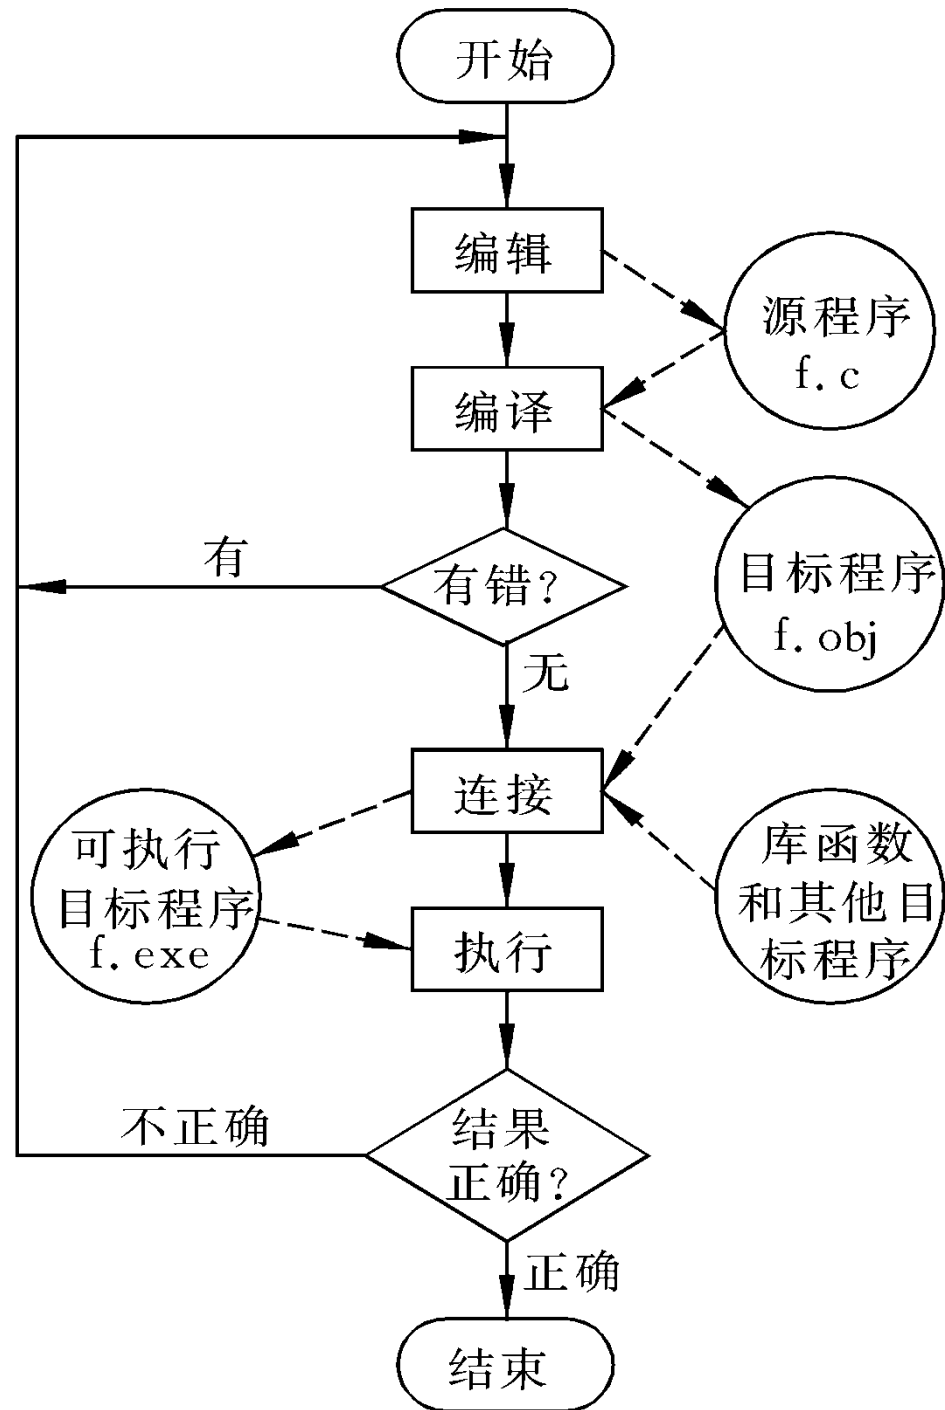 开始
编辑
源程序
f.c
编译
有
有错?
目标程序
f.obj
无
连接
可执行
目标程序
f.exe
库函数
和其他目
标程序
执行
不正确
结果
正确?
正确
结束